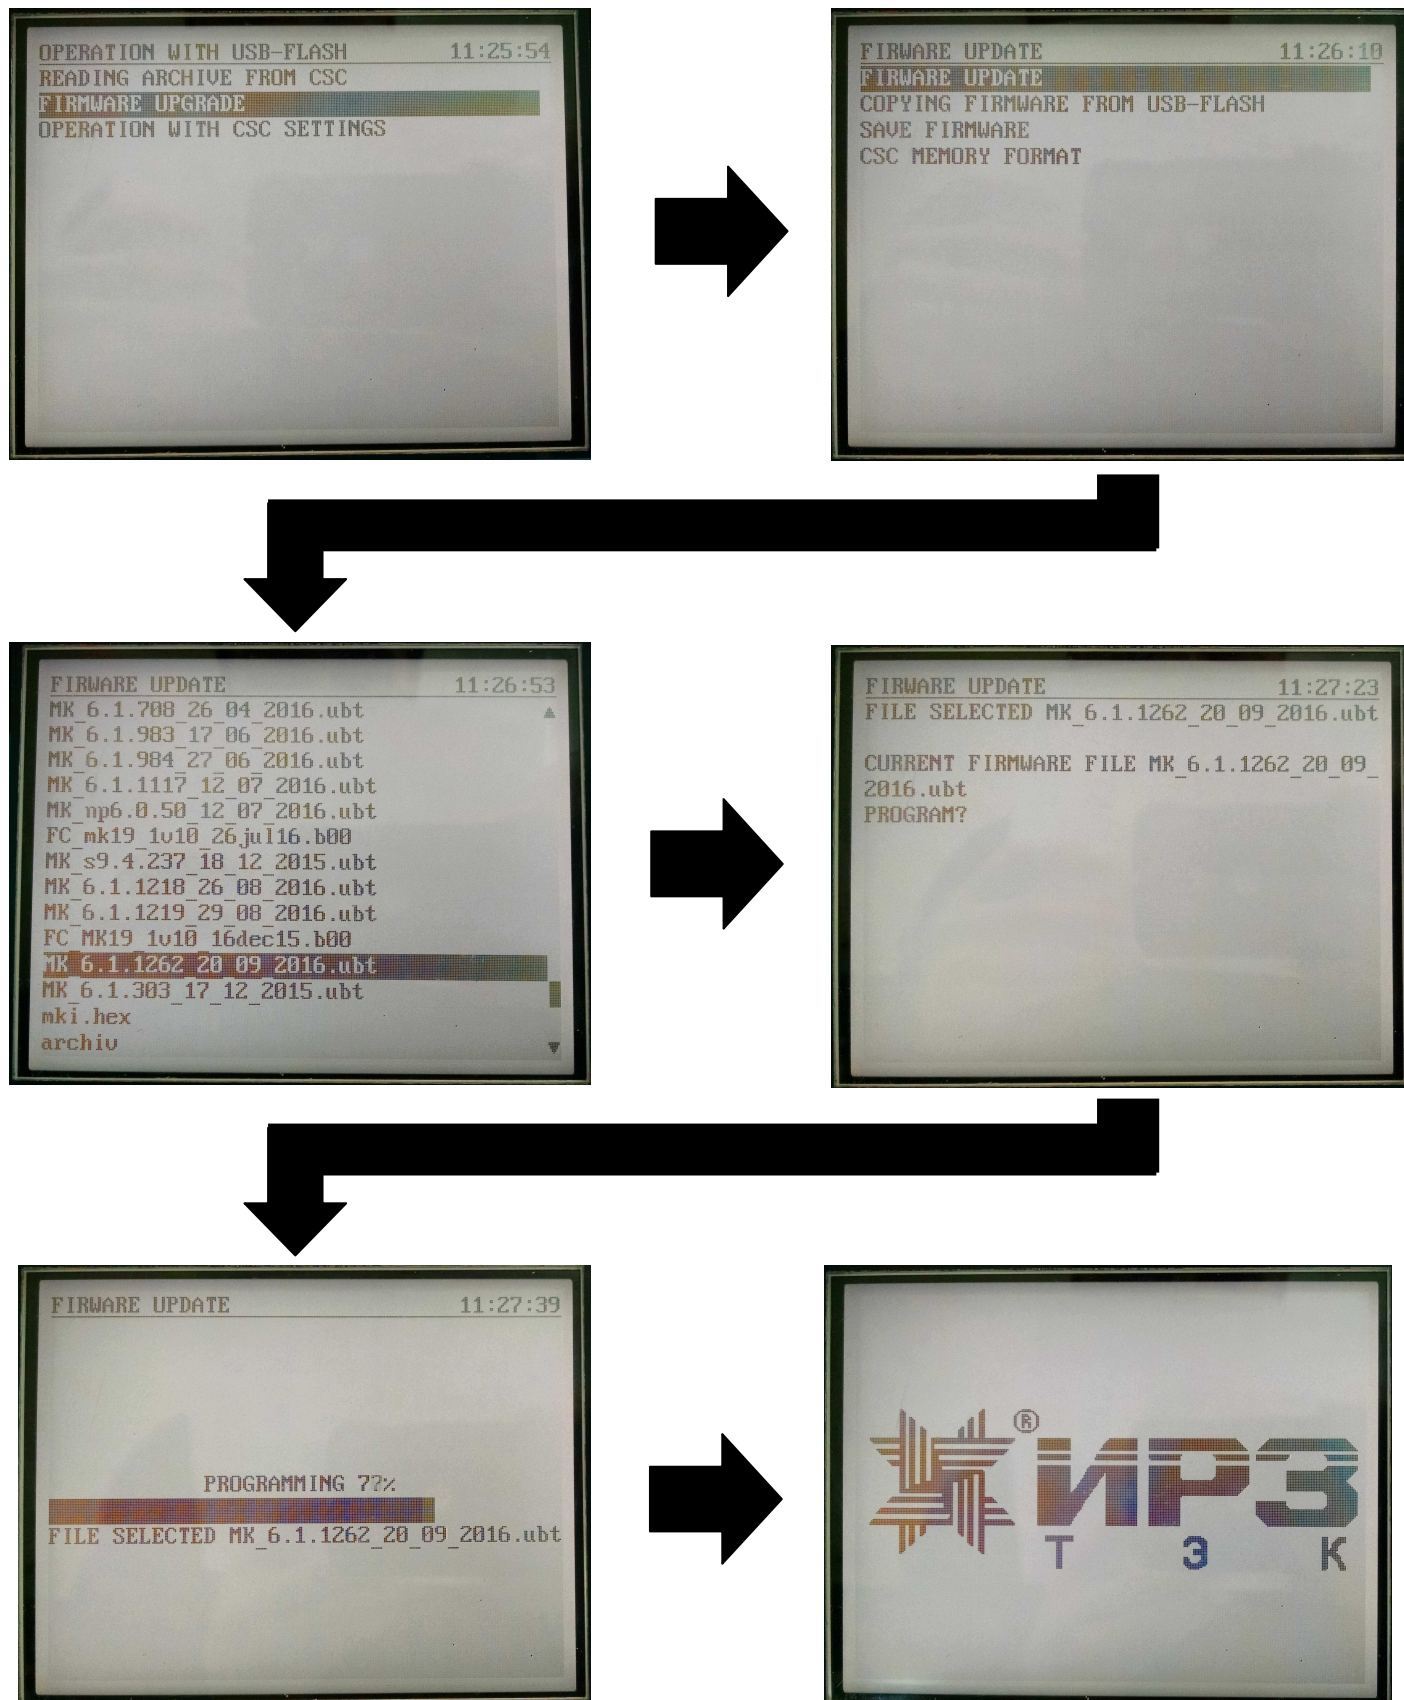 OPERATION WITH USB-FLASH 11:25:54
READING ARCHIVE FROM CSC
FIRMWARE UPGRADE
OPERATION WITH CSC SETTINGS
FIRWARE UPDATE 11:26:10
FIRWARE UPDATE
COPYING FIRMWARE FROM USB-FLASH
SAVE FIRMWARE
CSC MEMORY FORMAT
FIRWARE UPDATE 11:26:53
MK_6.1.708_26_04_2016.ubt
MK_6.1.983_17_06_2016.ubt
MK_6.1.984_27_06_2016.ubt
MK_6.1.1117_12_07_2016.ubt
MK_np6.0.50_12_07_2016.ubt
FC_mk19_1v10_26jul16.b00
MK_s9.4.237_18_12_2015.ubt
MK_6.1.1218_26_08_2016.ubt
MK_6.1.1219_29_08_2016.ubt
FC_MK19_1v10_16dec15.b00
MK_6.1.1262_20_09_2016.ubt
MK_6.1.303_17_12_2015.ubt
mki.hex
archiv
FIRWARE UPDATE 11:27:23
FILE SELECTED MK_6.1.1262_20_09_2016.ubt
CURRENT FIRMWARE FILE MK_6.1.1262_20_09_
2016.ubt
PROGRAM?
FIRWARE UPDATE 11:27:39
PROGRAMMING
FILE SELECTED MK_6.1.1262_20_09_2016.ubt
® ИРЗ
Т Э К